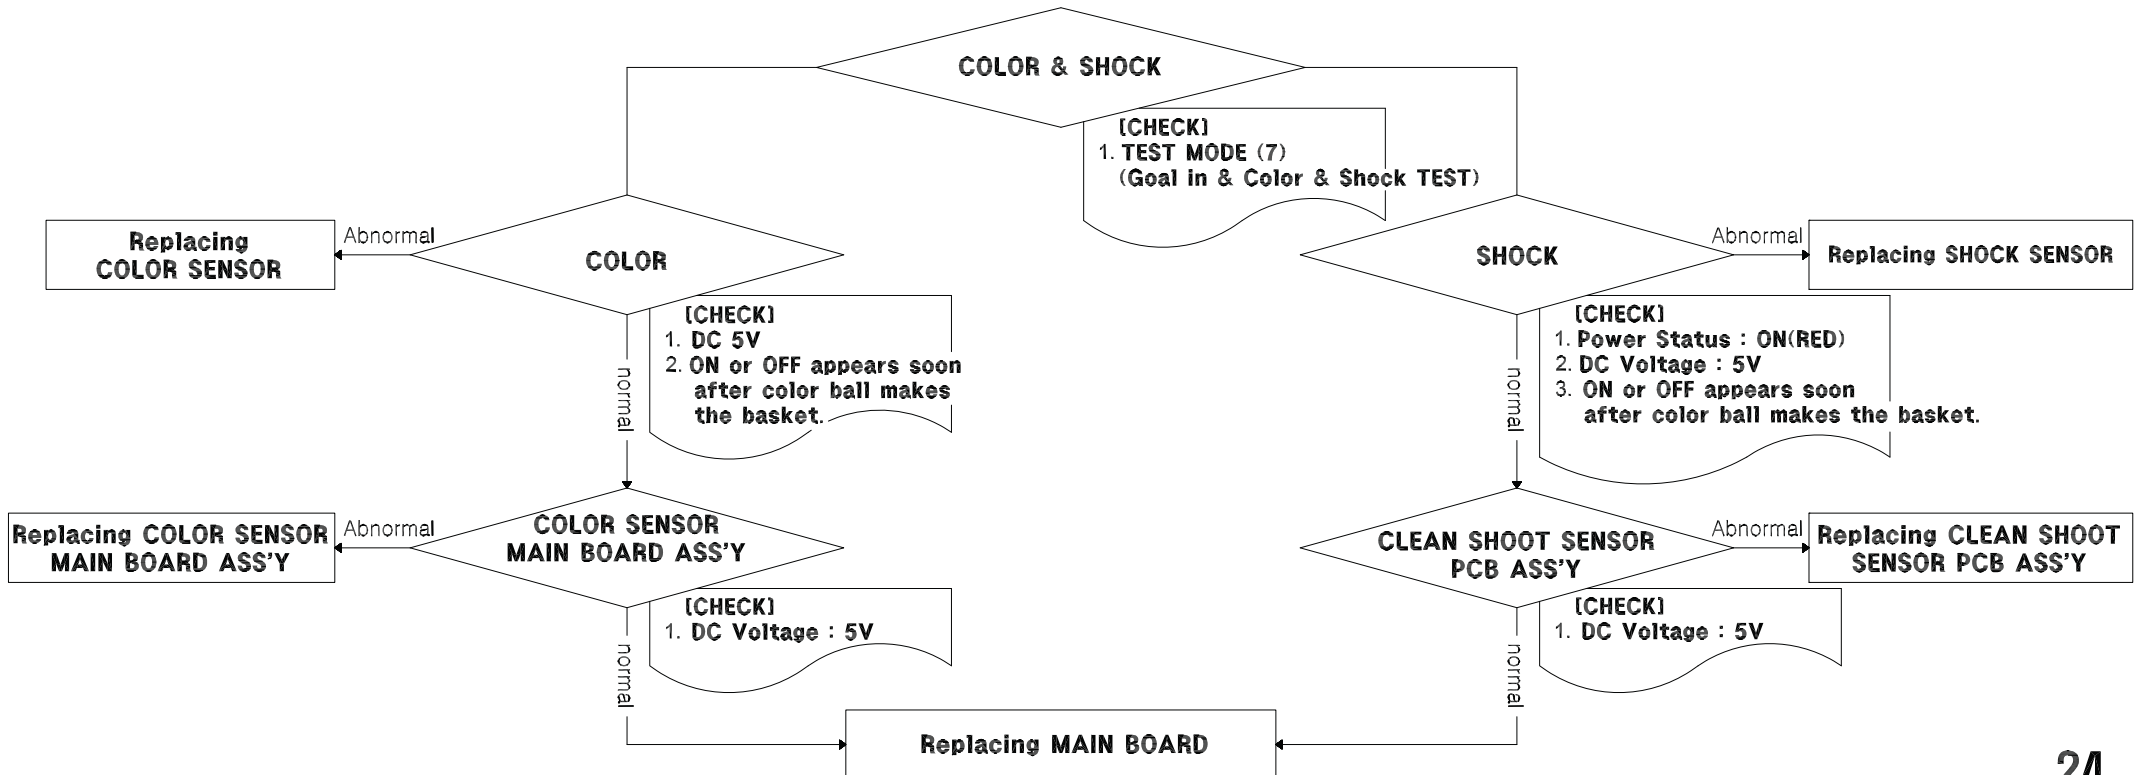 COLOR & SHOCK
[CHECK]
1. TEST MODE (7)
(Goal in & Color & Shock TEST)
Replacing
COLOR SENSOR
Abnormal
COLOR
SHOCK
Abnormal
Replacing SHOCK SENSOR
[CHECK]
1. DC 5V
2. ON or OFF appears soon
after color ball makes
the basket.
normal
[CHECK]
1. Power Status : ON(RED)
2. DC Voltage : 5V
3. ON or OFF appears soon
after color ball makes the basket.
normal
Replacing COLOR SENSOR
MAIN BOARD ASS'Y
Abnormal
COLOR SENSOR
MAIN BOARD ASS'Y
CLEAN SHOOT SENSOR
PCB ASS'Y
Abnormal
Replacing CLEAN SHOOT
SENSOR PCB ASS'Y
[CHECK]
1. DC Voltage : 5V
normal
[CHECK]
1. DC Voltage : 5V
normal
Replacing MAIN BOARD
24